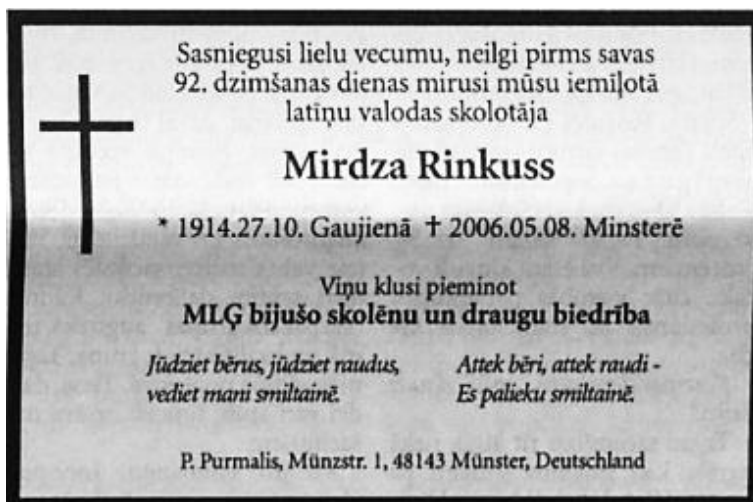 Sasniegusi lielu vecumu, neilgi pirms savas
92. dzimšanas dienas mirusi mūsu iemīļotā
latīņu valodas skolotāja
Mirdza Rinkuss
* 1914.27.10. Gaujienā † 2006.05.08. Minsterē
Viņu klusi pieminot
MLĢ bijušo skolēnu un draugu biedrība
Jūdziet bērus, jūdziet raudus,
vediet mani smiltainē.
Attek bēri, attek raudi -
Es palieku smiltainē.
P. Purmalis, Münzstr. 1, 48143 Münster, Deutschland